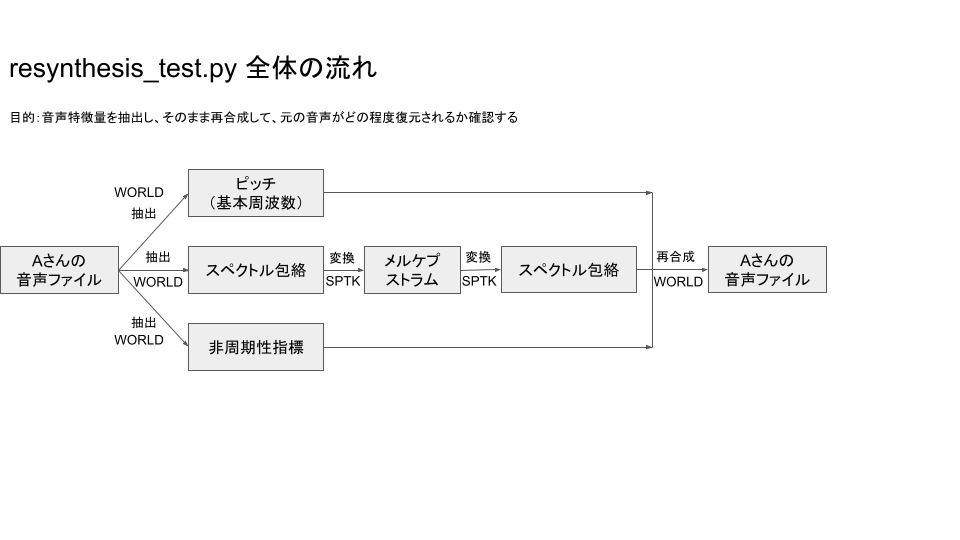 resynthesis_test.py 全体の流れ
目的：音声特徴量を抽出し、そのまま再合成して、元の音声がどの程度復元されるか確認する
WORLD
抽出
ピッチ
（基本周波数）
Aさんの
音声ファイル
抽出
WORLD
スペクトル包絡
変換
SPTK
メルケプ
ストラム
変換
SPTK
スペクトル包絡
再合成
WORLD
Aさんの
音声ファイル
抽出
WORLD
非周期性指標